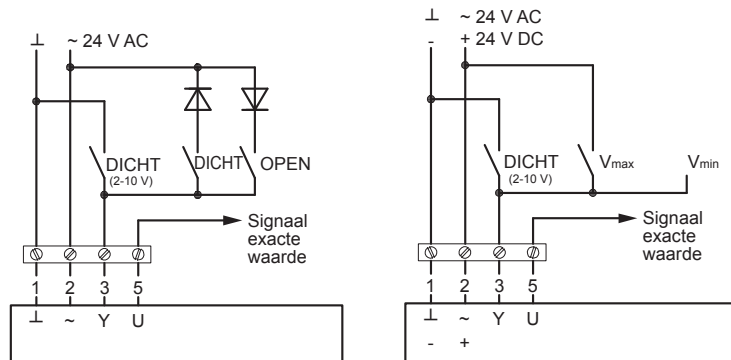 ⊥ ~ 24 V AC
DICHT
(2-10 V)
DICHT
OPEN
Signaal
exacte
waarde
1 2 3 5
⊥ ~ Y U
⊥ ~ 24 V AC
- + 24 V DC
DICHT
(2-10 V)
Vmax
Vmin
Signaal
exacte
waarde
1 2 3 5
⊥ ~ Y U
- +